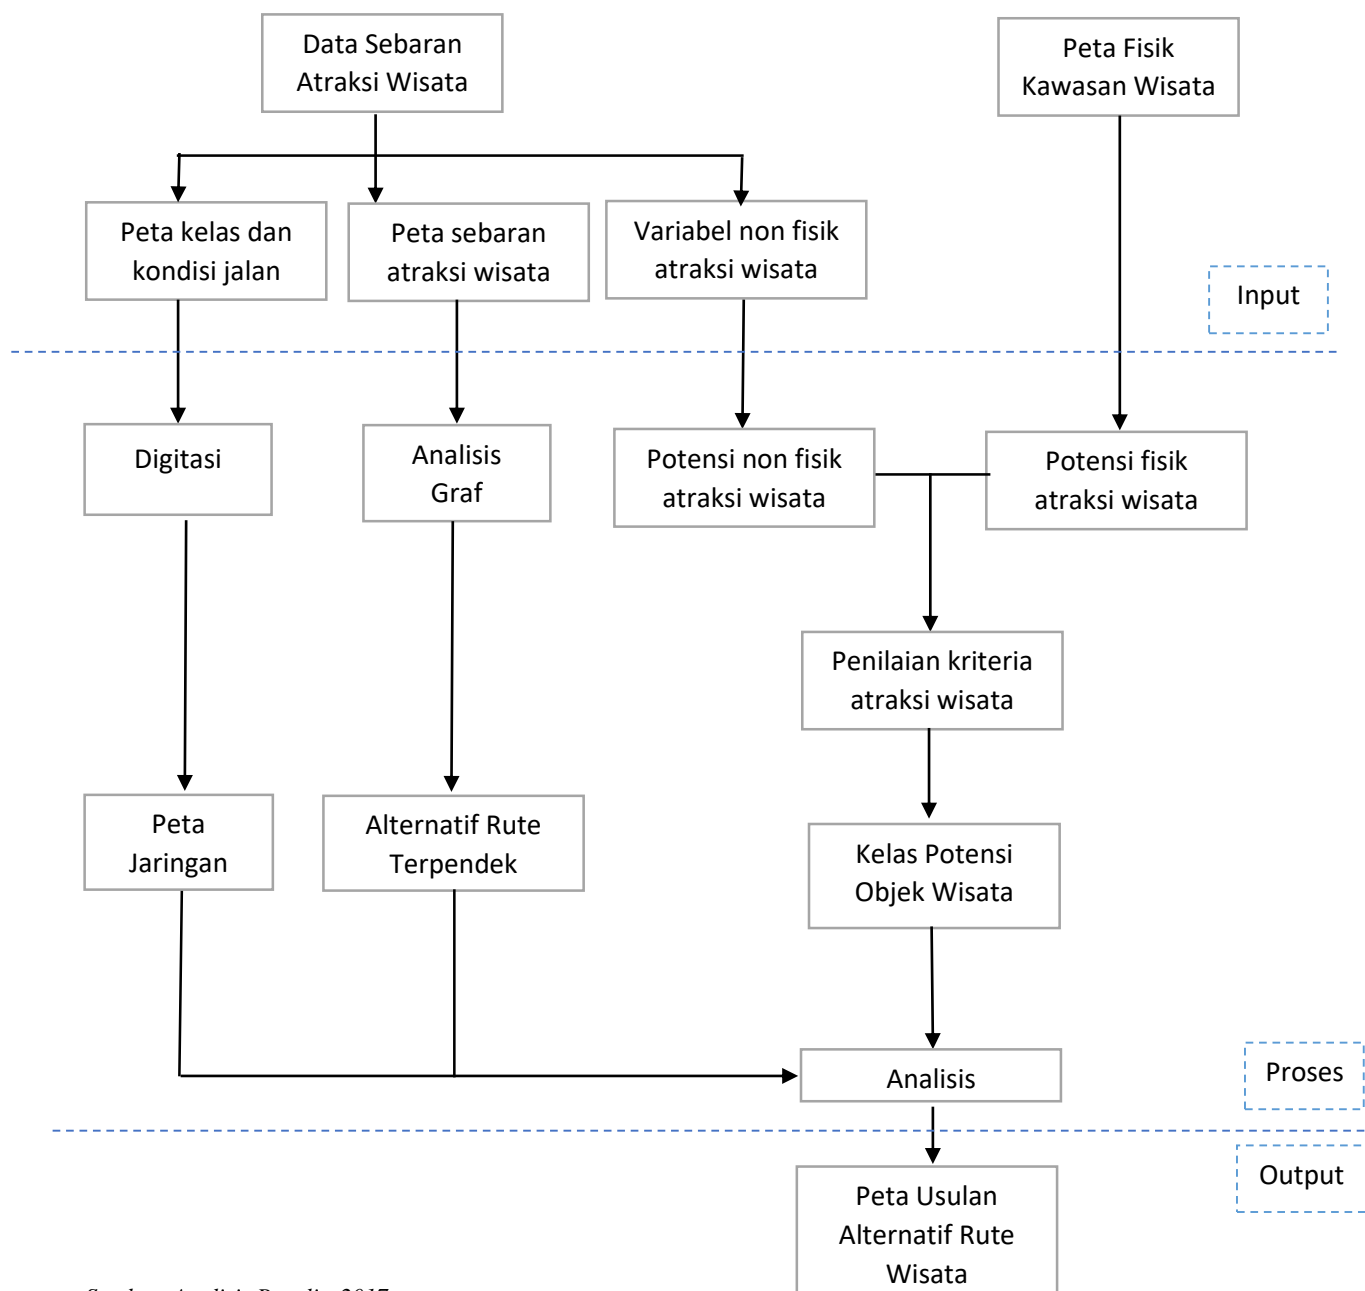 Data Sebaran
Atraksi Wisata
Peta Fisik
Kawasan Wisata
Peta kelas dan
kondisi jalan
Peta sebaran
atraksi wisata
Variabel non fisik
atraksi wisata
Input
Digitasi
Analisis
Graf
Potensi non fisik
atraksi wisata
Potensi fisik
atraksi wisata
Penilaian kriteria
atraksi wisata
Peta
Jaringan
Alternatif Rute
Terpendek
Kelas Potensi
Objek Wisata
Analisis
Proses
Output
Peta Usulan
Alternatif Rute
Wisata